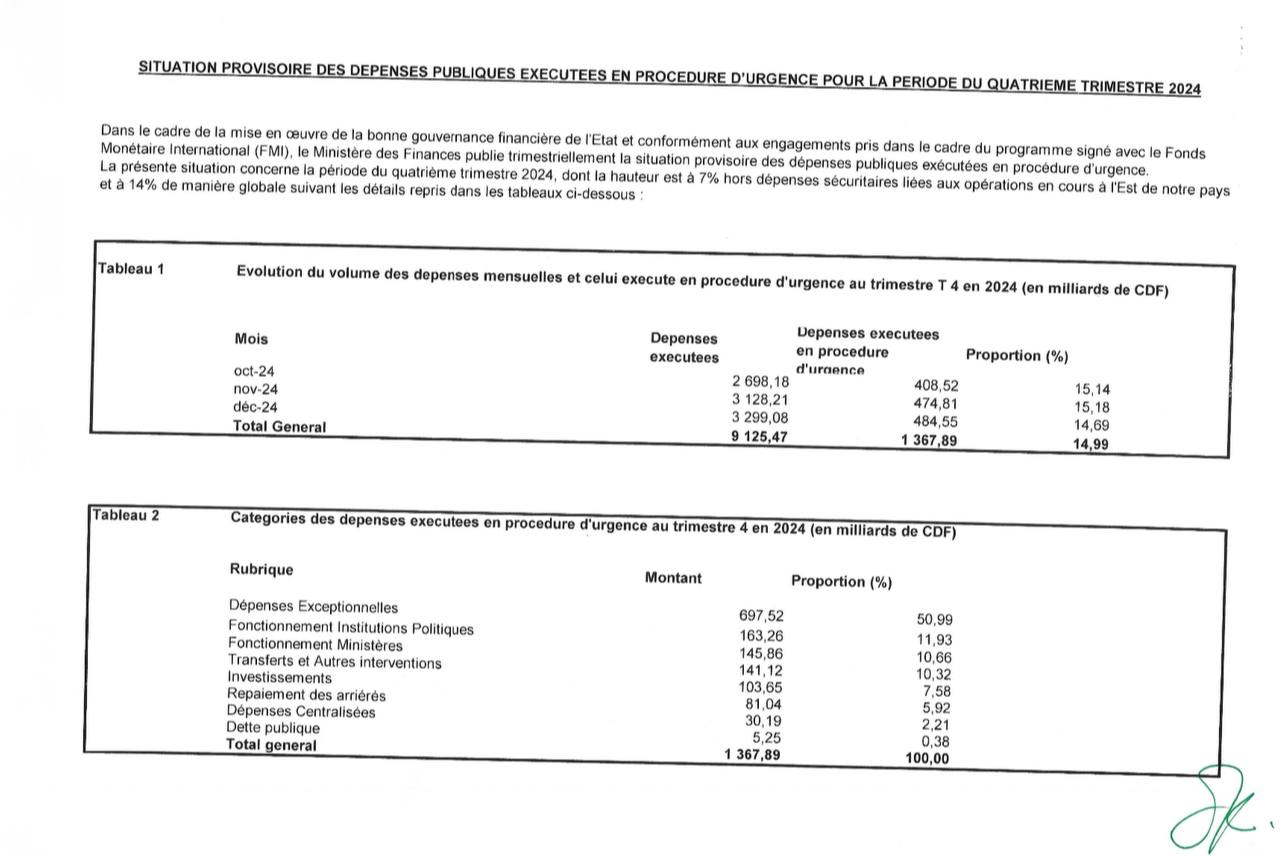 SITUATION PROVISOIRE DES DEPENSES PUBLIQUES EXECUTEES EN PROCEDURE D'URGENCE POUR LA PERIODE DU QUATRIEME TRIMESTRE 2024
Dans le cadre de la mise en œuvre de la bonne gouvernance financière de l'Etat et conformément aux engagements pris dans le cadre du programme signé avec le Fonds
Monétaire International (FMI), le Ministère des Finances publie trimestriellement la situation provisoire des dépenses publiques exécutées en procédure d'urgence.
La présente situation concerne la période du quatrième trimestre 2024, dont la hauteur est à 7% hors dépenses sécuritaires liées aux opérations en cours à l'Est de notre pays
et à 14% de manière globale suivant les détails repris dans les tableaux ci-dessous :
Tableau 1 Evolution du volume des depenses mensuelles et celui execute en procedure d'urgence au trimestre T 4 en 2024 (en milliards de CDF)
Mois Depenses executees Depenses executees en procedure d'urgence Proportion (%)
oct-24 2 698,18 408,52 15,14
nov-24 3 128,21 474,81 15,18
déc-24 3 299,08 484,55 14,69
Total General 9 125,47 1 367,89 14,99
Tableau 2 Categories des depenses executees en procedure d'urgence au trimestre 4 en 2024 (en milliards de CDF)
Rubrique Montant Proportion (%)
Dépenses Exceptionnelles 697,52 50,99
Fonctionnement Institutions Politiques 163,26 11,93
Fonctionnement Ministères 145,86 10,66
Transferts et Autres interventions 141,12 10,32
Investissements 103,65 7,58
Repaiement des arriérés 81,04 5,92
Dépenses Centralisées 30,19 2,21
Dette publique 5,25 0,38
Total general 1 367,89 100,00